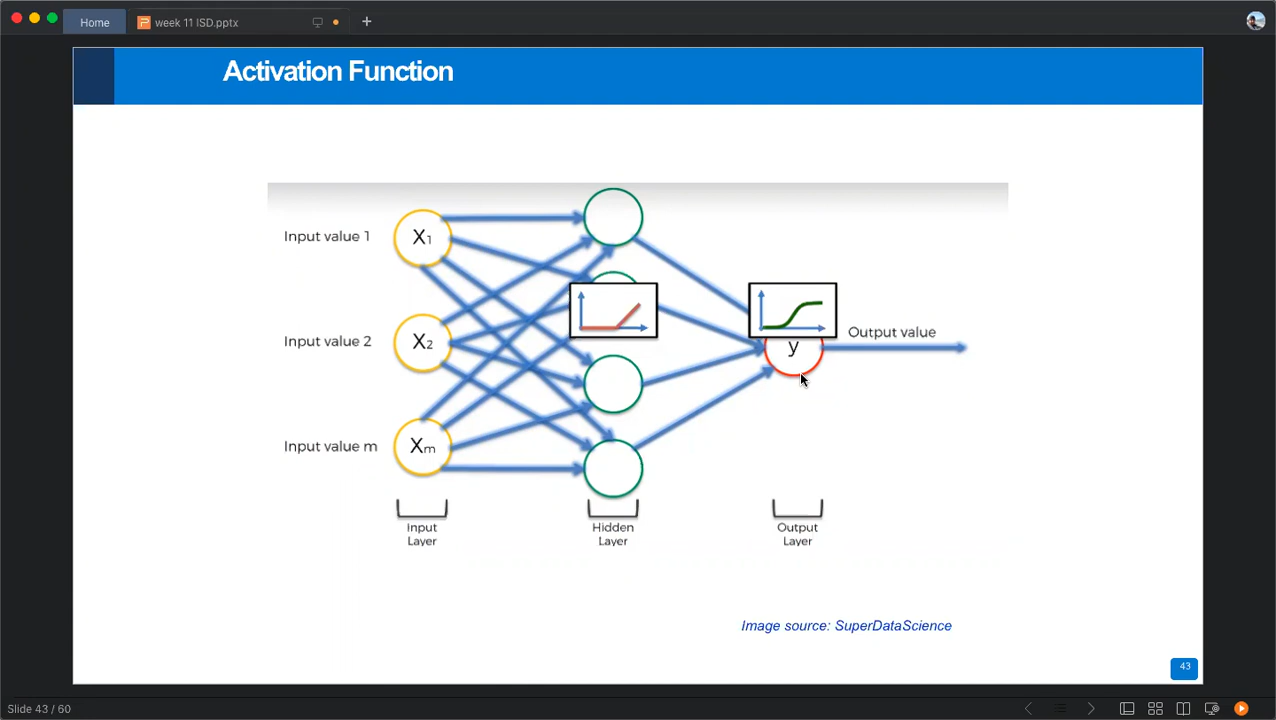 Home
week 11 ISD.pptx
Activation Function
Input value 1
X1
Input value 2
X2
y
Output value
Input value m
Xm
Input
Layer
Hidden
Layer
Output
Layer
Image source: SuperDataScience
43
Slide 43 / 60